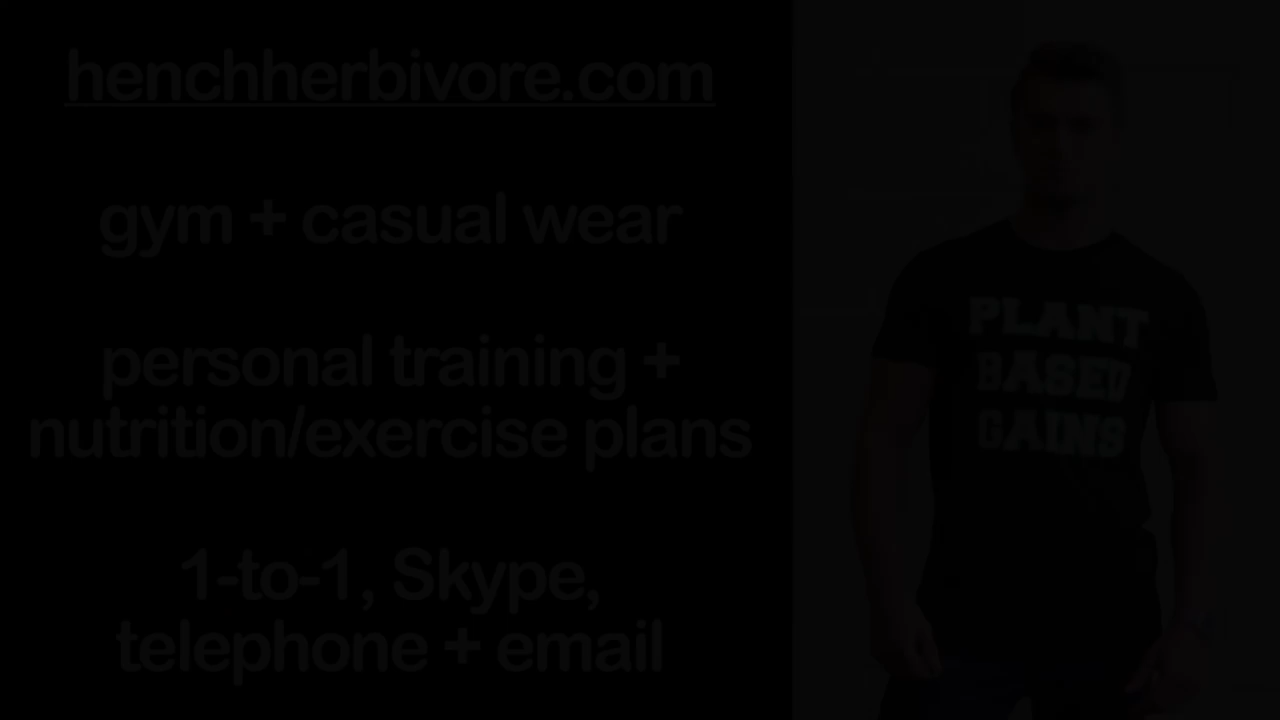 henchherbivore.com
gym + casual wear
personal training +
nutrition/exercise plans
1-to-1, Skype,
telephone + email
PLANT
BASED
GAINS